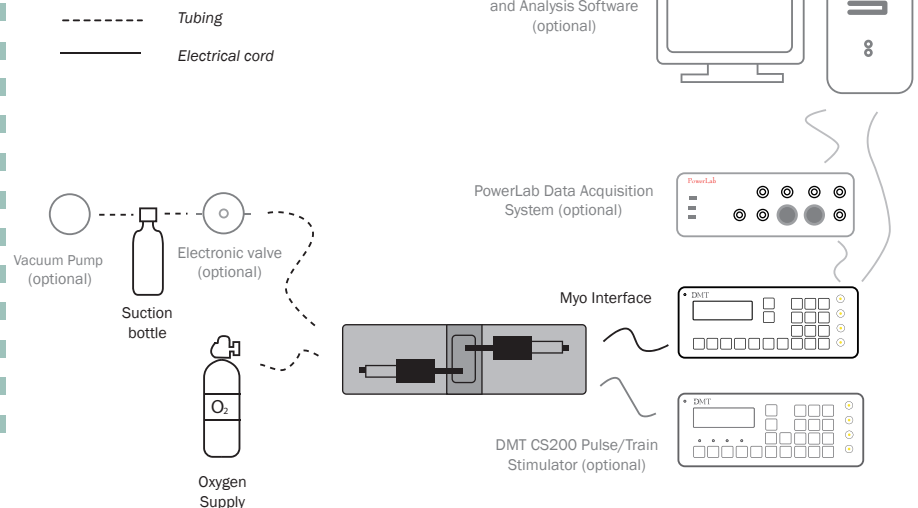 Tubing
Electrical cord
and Analysis Software
(optional)
PowerLab Data Acquisition
System (optional)
PowerLab
Vacuum Pump
(optional)
Electronic valve
(optional)
Suction
bottle
Myo Interface
DMT
O₂
DMT
DMT CS200 Pulse/Train
Stimulator (optional)
Oxygen
Supply